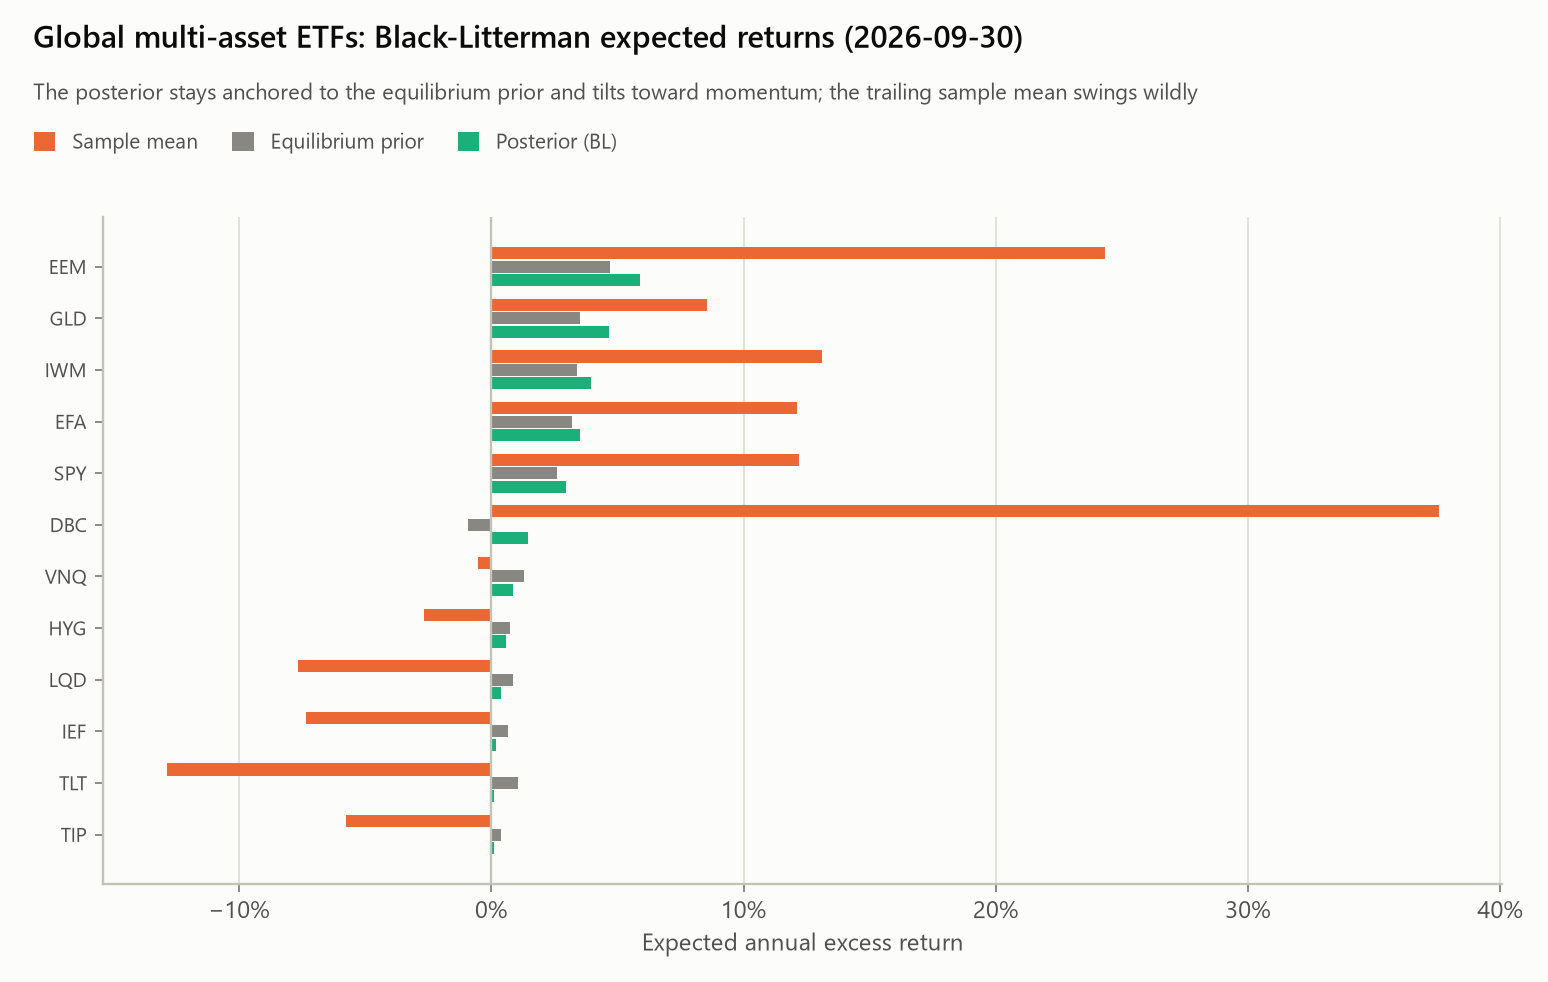 Global multi-asset ETFs: Black-Litterman expected returns (2026-09-30)
The posterior stays anchored to the equilibrium prior and tilts toward momentum; the trailing sample mean swings wildly
Sample mean Equilibrium prior Posterior (BL)
EEM
GLD
IWM
EFA
SPY
DBC
VNQ
HYG
LQD
IEF
TLT
TIP
−10% 0% 10% 20% 30% 40%
Expected annual excess return